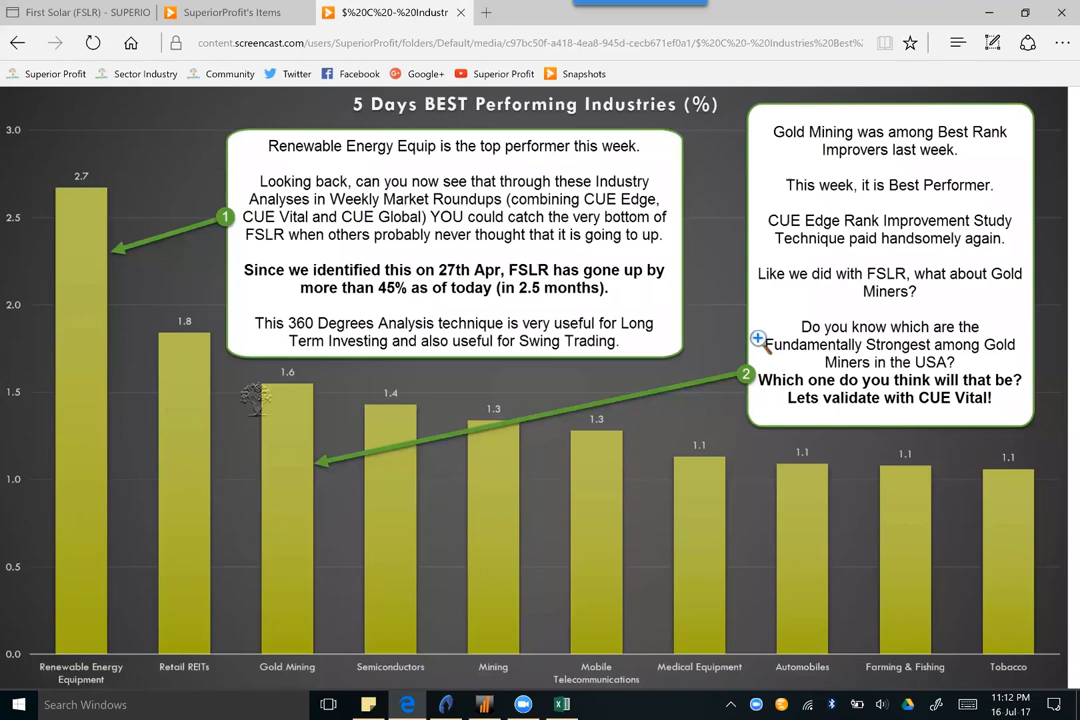 First Solar (FSLR) - SUPERIO
SuperiorProfit's Items
$%20C%20-%20Industr
content.screencast.com/users/SuperiorProfit/folders/Default/media/c97bc50f-a418-4ea8-945d-cecb671ef0a1/$%20C%20-%20Industries%20Best%
Superior Profit
Sector Industry
Community
Twitter
Facebook
Google+
Superior Profit
Snapshots
5 Days BEST Performing Industries (%)
3.0
2.5
2.0
1.5
1.0
0.5
0.0
2.7
1.8
1.6
1.4
1.3
1.3
1.1
1.1
1.1
1.1
1
Renewable Energy Equip is the top performer this week.
Looking back, can you now see that through these Industry
Analyses in Weekly Market Roundups (combining CUE Edge,
CUE Vital and CUE Global) YOU could catch the very bottom of
FSLR when others probably never thought that it is going to up.
Since we identified this on 27th Apr, FSLR has gone up by
more than 45% as of today (in 2.5 months).
This 360 Degrees Analysis technique is very useful for Long
Term Investing and also useful for Swing Trading.
2
Gold Mining was among Best Rank
Improvers last week.
This week, it is Best Performer.
CUE Edge Rank Improvement Study
Technique paid handsomely again.
Like we did with FSLR, what about Gold
Miners?
Do you know which are the
Fundamentally Strongest among Gold
Miners in the USA?
Which one do you think will that be?
Lets validate with CUE Vital!
Renewable Energy
Equipment
Retail REITs
Gold Mining
Semiconductors
Mining
Mobile
Telecommunications
Medical Equipment
Automobiles
Farming & Fishing
Tobacco
Search Windows
11:12 PM
16-Jul-17